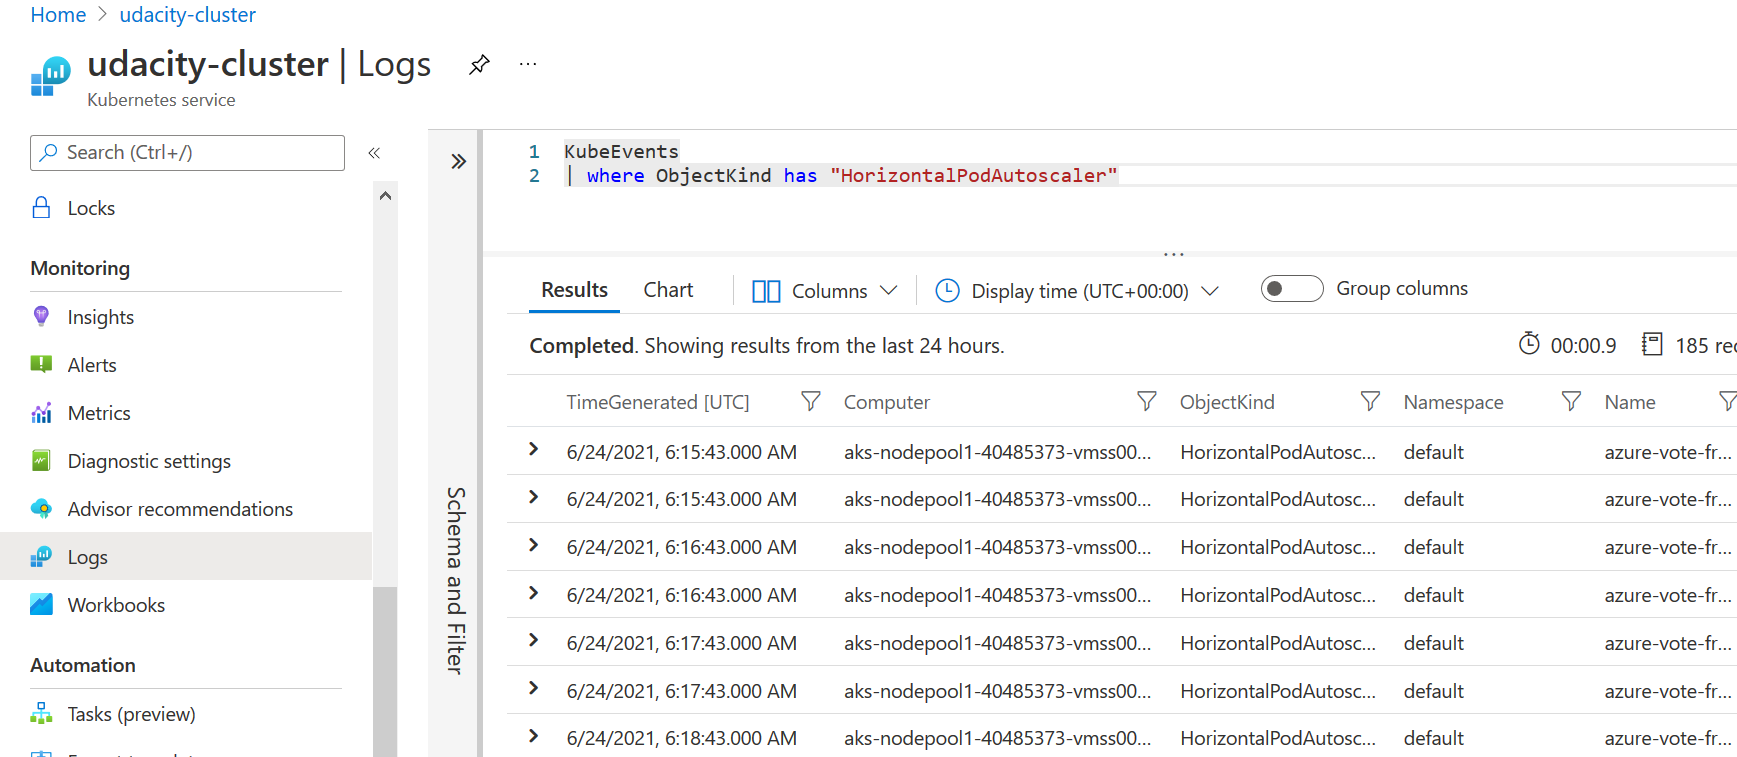 Home > udacity-cluster
udacity-cluster | Logs ...
Kubernetes service
Search (Ctrl+/) «
Locks
Monitoring
Insights
Alerts
Metrics
Diagnostic settings
Advisor recommendations
Logs
Workbooks
Automation
Tasks (preview)
»
Schema and Filter
1 KubeEvents
2 | where ObjectKind has "HorizontalPodAutoscaler"
...
Results Chart Columns Display time (UTC+00:00) Group columns
Completed. Showing results from the last 24 hours. 00:00.9 185 rec
TimeGenerated [UTC] Computer ObjectKind Namespace Name
6/24/2021, 6:15:43.000 AM aks-nodepool1-40485373-vmss00... HorizontalPodAutosc... default azure-vote-fr...
6/24/2021, 6:15:43.000 AM aks-nodepool1-40485373-vmss00... HorizontalPodAutosc... default azure-vote-fr...
6/24/2021, 6:16:43.000 AM aks-nodepool1-40485373-vmss00... HorizontalPodAutosc... default azure-vote-fr...
6/24/2021, 6:16:43.000 AM aks-nodepool1-40485373-vmss00... HorizontalPodAutosc... default azure-vote-fr...
6/24/2021, 6:17:43.000 AM aks-nodepool1-40485373-vmss00... HorizontalPodAutosc... default azure-vote-fr...
6/24/2021, 6:17:43.000 AM aks-nodepool1-40485373-vmss00... HorizontalPodAutosc... default azure-vote-fr...
6/24/2021, 6:18:43.000 AM aks-nodepool1-40485373-vmss00... HorizontalPodAutosc... default azure-vote-fr...